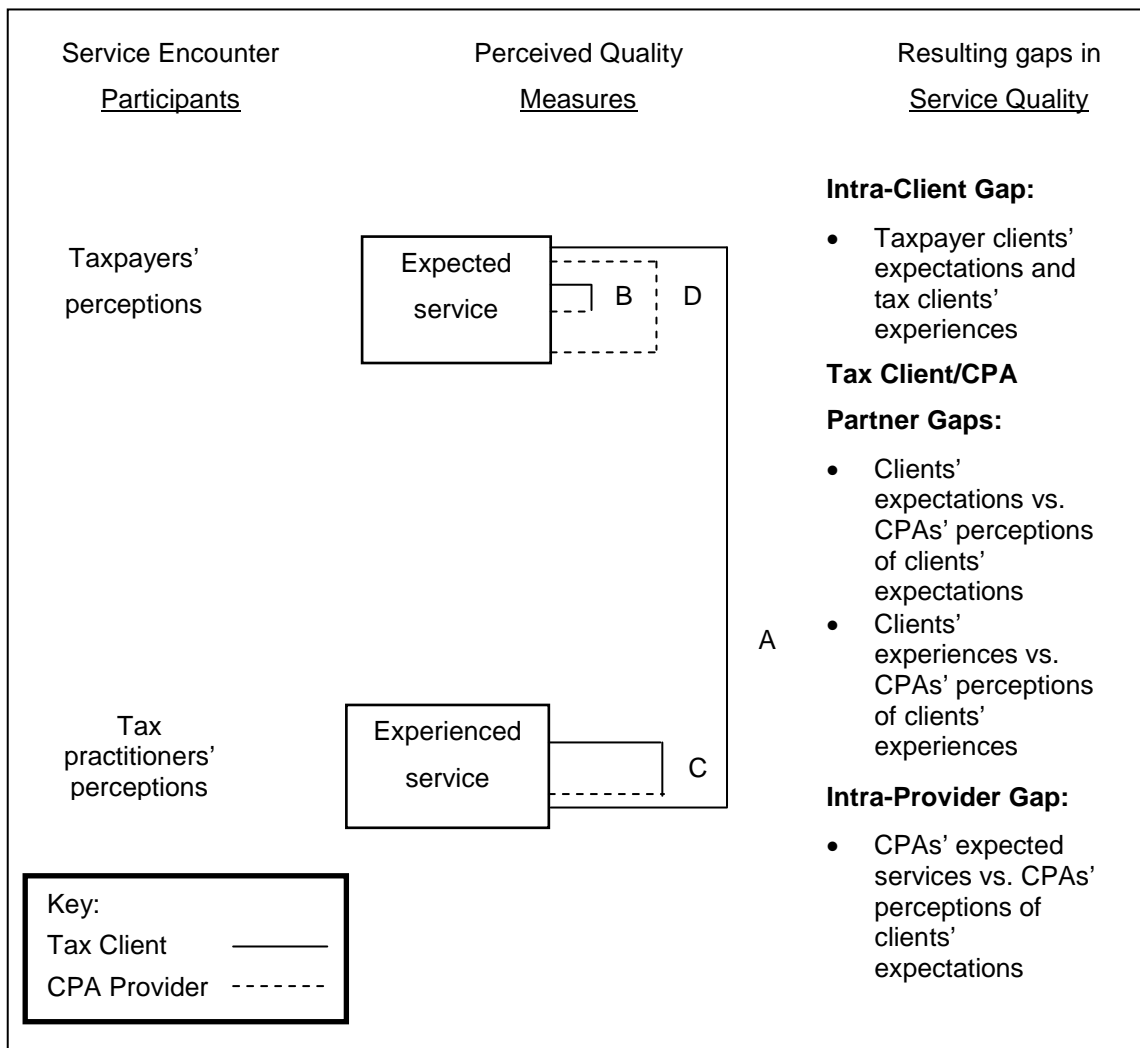 Service Encounter
Participants
Perceived Quality
Measures
Resulting gaps in
Service Quality
Taxpayers’
perceptions
Expected
service
B
D
A
Tax
practitioners’
perceptions
Experienced
service
C
Intra-Client Gap:
• Taxpayer clients’
expectations and
tax clients’
experiences
Tax Client/CPA
Partner Gaps:
• Clients’
expectations vs.
CPAs’ perceptions
of clients’
expectations
• Clients’
experiences vs.
CPAs’ perceptions
of clients’
experiences
Intra-Provider Gap:
• CPAs’ expected
services vs. CPAs’
perceptions of
clients’
expectations
Key:
Tax Client
CPA Provider